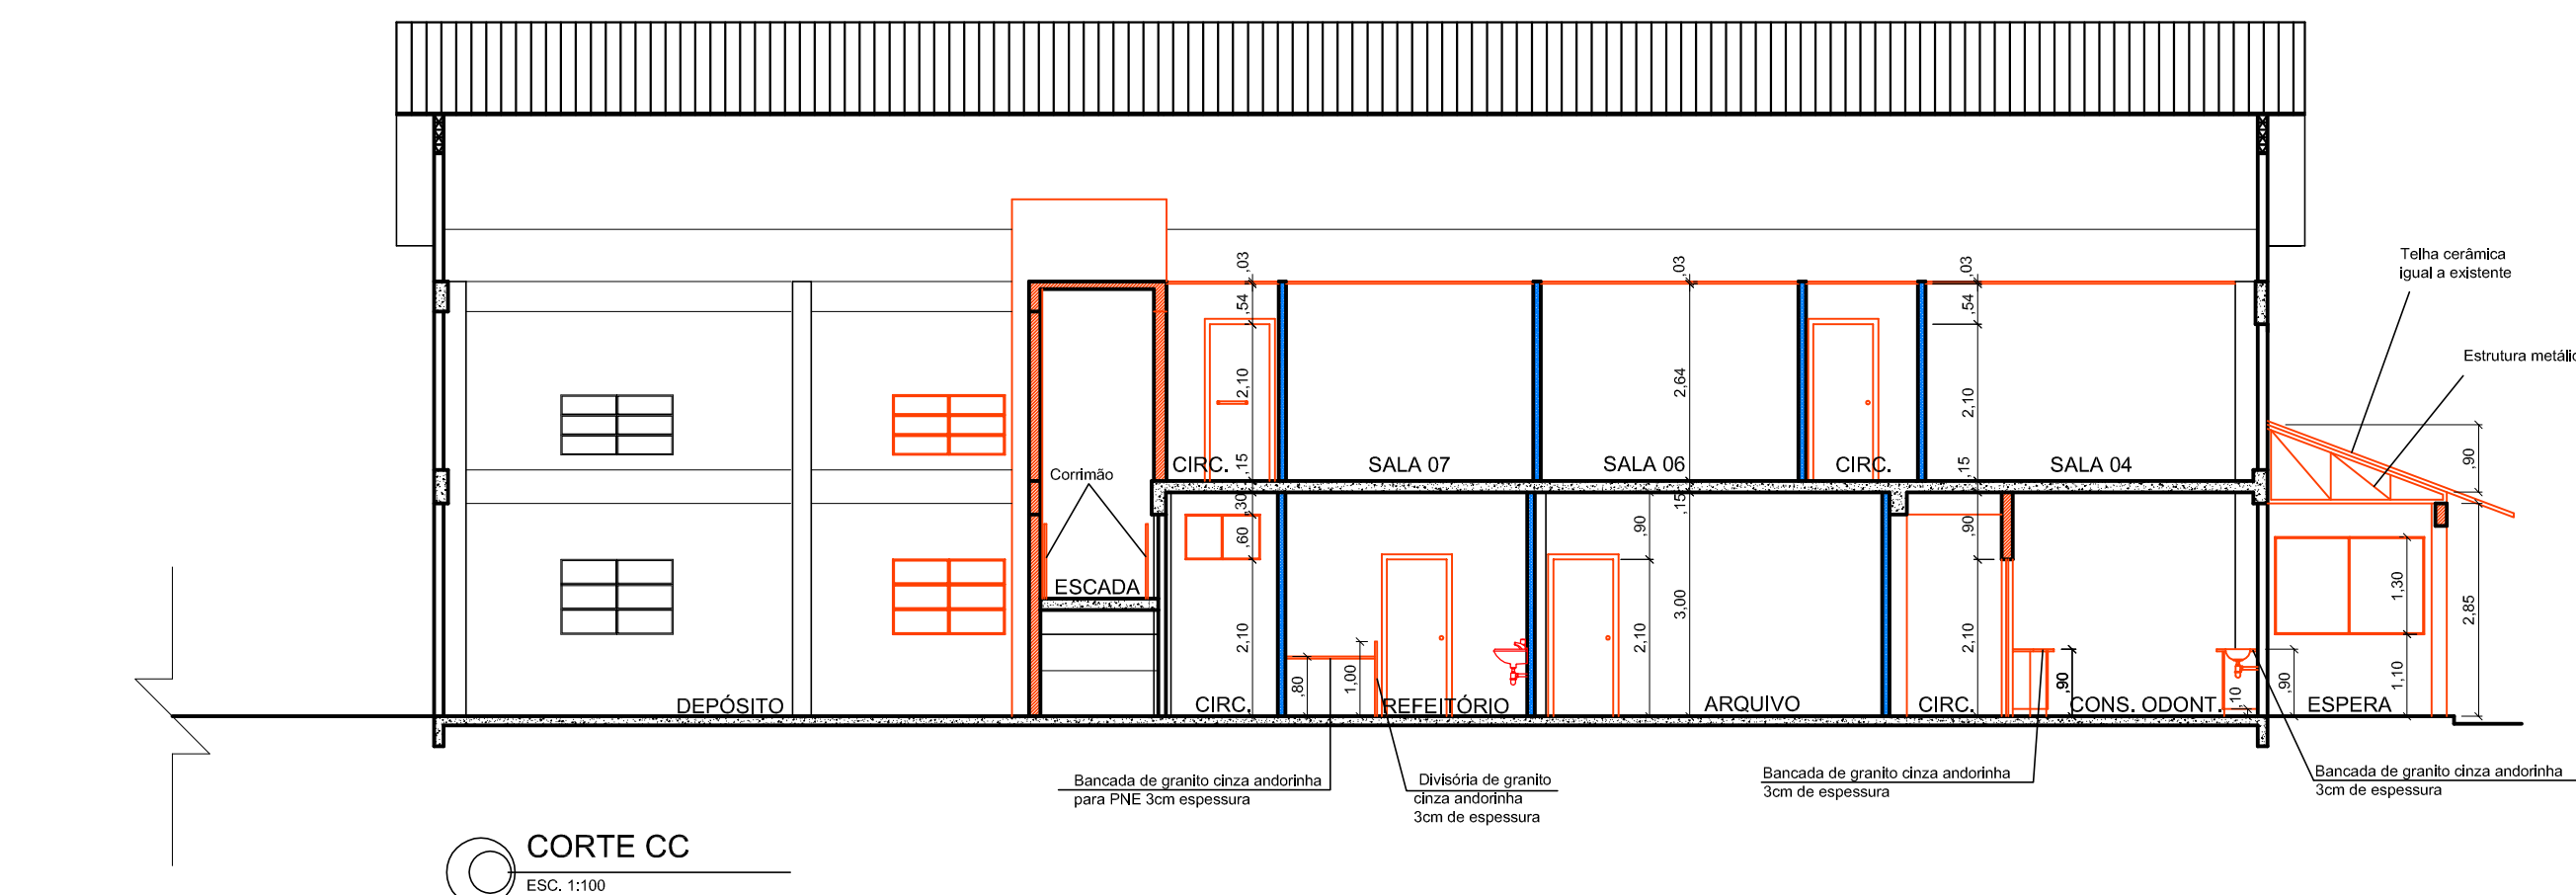 Telha cerâmica
igual a existente
Estrutura metáli
,03
,03
,03
,54
,54
2,10
2,64
2,10
,90
CIRC.
,15
SALA 07
SALA 06
CIRC.
,15
SALA 04
Corrimão
,30
,15
,60
,90
,90
1,30
2,85
ESCADA
2,10
3,00
2,10
2,10
,80
1,00
,90
,10
,90
1,10
DEPÓSITO
CIRC.
REFEITÓRIO
ARQUIVO
CIRC.
CONS. ODONT.
ESPERA
Bancada de granito cinza andorinha
para PNE 3cm espessura
Divisória de granito
cinza andorinha
3cm de espessura
Bancada de granito cinza andorinha
3cm de espessura
Bancada de granito cinza andorinha
3cm de espessura
CORTE CC
ESC. 1:100